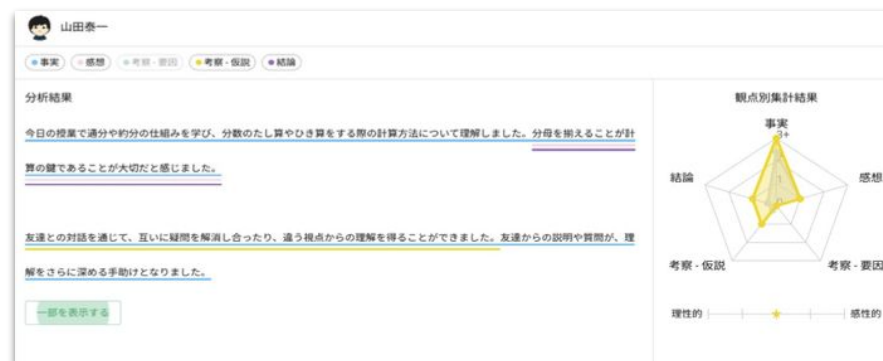 山田泰一
事実 感想 考察 - 要因 考察 - 仮説 結論
分析結果
今日の授業で通分や約分の仕組みを学び、分数のたし算やひき算をする際の計算方法について理解しました。分母を揃えることが計
算の鍵であることが大切だと感じました。
友達との対話を通じて、互いに疑問を解消し合ったり、違う視点からの理解を得ることができました。友達からの説明や質問が、理
解をさらに深める手助けとなりました。
一部を表示する
観点別集計結果
事実
3+
1
0
結論
感想
考察 - 仮説
考察 - 要因
理性的
感性的